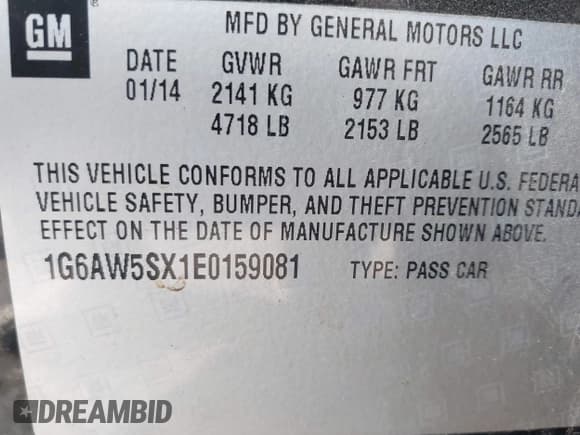 GM
MFD BY GENERAL MOTORS LLC
DATE GVWR GAWR FRT GAWR RR
01/14 2141 KG 977 KG 1164 KG
4718 LB 2153 LB 2565 LB
THIS VEHICLE CONFORMS TO ALL APPLICABLE U.S. FEDERA
VEHICLE SAFETY, BUMPER, AND THEFT PREVENTION STANDA
EFFECT ON THE DATE OF MANUFACTURE SHOWN ABOVE.
1G6AW5SX1E0159081 TYPE: PASS CAR
DREAMBID